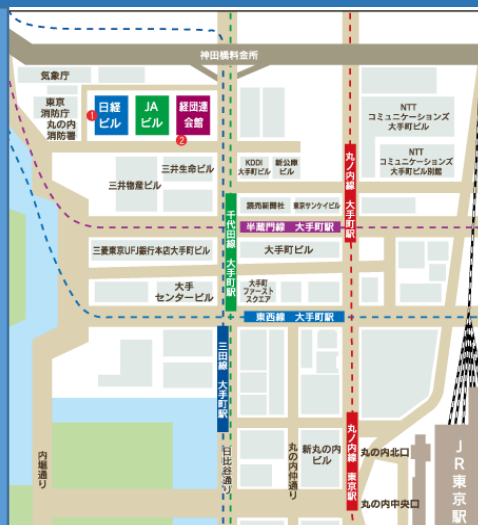 神田橋料金所
気象庁
東京
消防庁
丸の内
消防署
❶
日経
ビル
JA
ビル
経団連
会館
❷
NTT
コミュニケーションズ
大手町ビル
NTT
コミュニケーションズ
大手町ビル別館
三井生命ビル
三井物産ビル
KDDI
大手町ビル
新公庫
ビル
丸ノ内線 大手町駅
読売新聞社
東京サンケイビル
半蔵門線 大手町駅
千代田線 大手町駅
三菱東京UFJ銀行本店大手町ビル
大手町ビル
大手
センタービル
大手町
ファースト
スクエア
東西線 大手町駅
三田線 大手町駅
内堀通り
日比谷通り
丸の内仲通り
新丸の内
ビル
丸ノ内線 東京駅
丸の内北口
丸の内中央口
JR東京駅